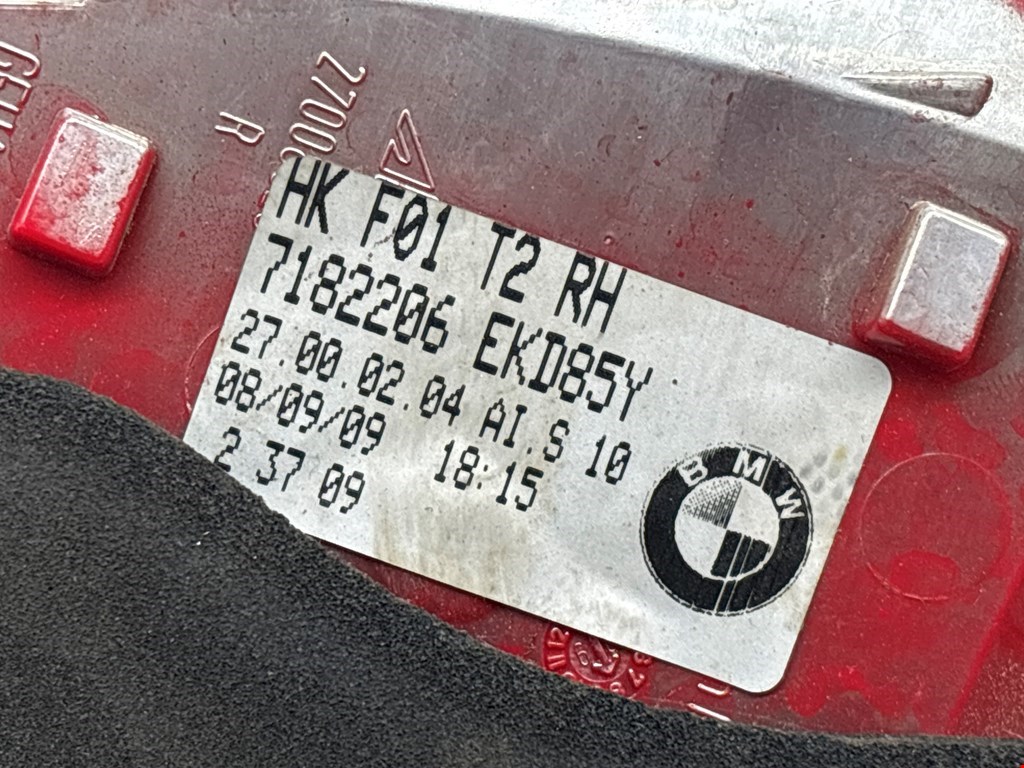 R
HK F01 T2 RH
7182206 EKD85Y
27.00.02.04 AI.S 10
08/09/09 18:15
2 37 09
BMW